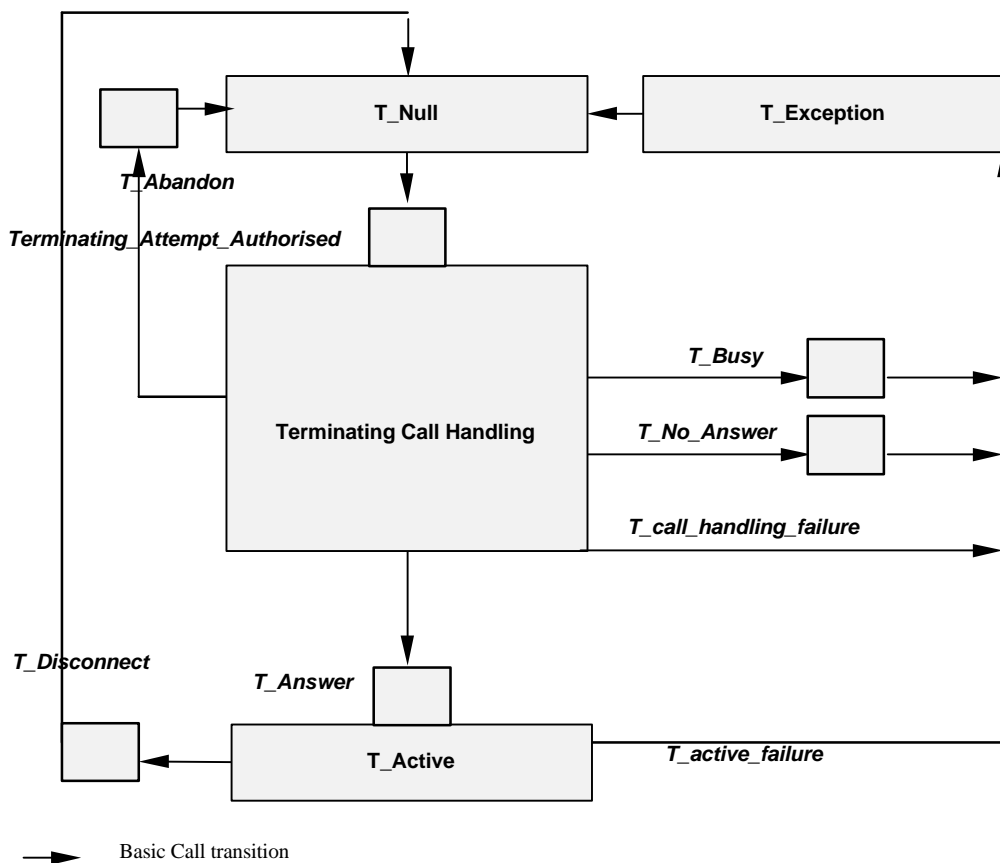 T_Null
T_Exception
T_Abandon
Terminating_Attempt_Authorised
T_Busy
Terminating Call Handling
T_No_Answer
T_call_handling_failure
T_Disconnect
T_Answer
T_Active
T_active_failure
Basic Call transition